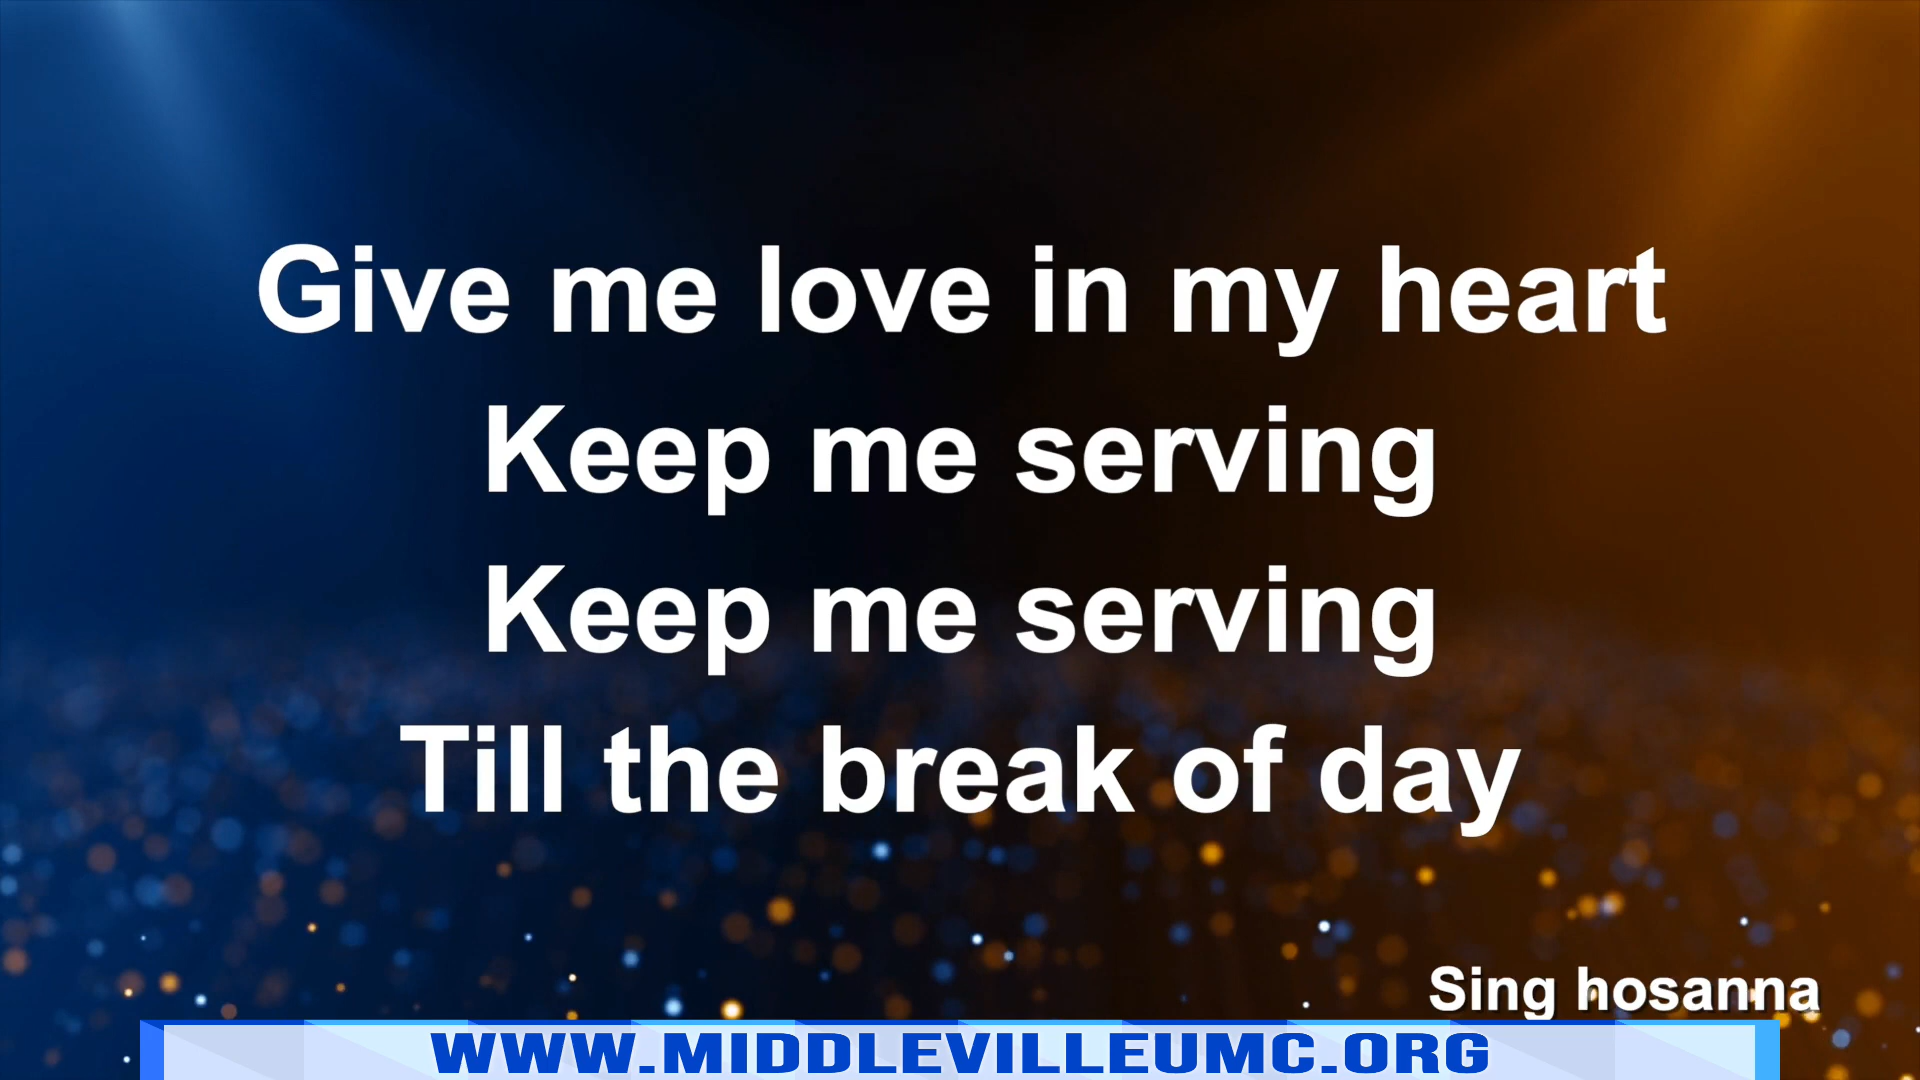 Give me love in my heart
Keep me serving
Keep me serving
Till the break of day
Sing hosanna
WWW.MIDDLEVILLEUMC.ORG